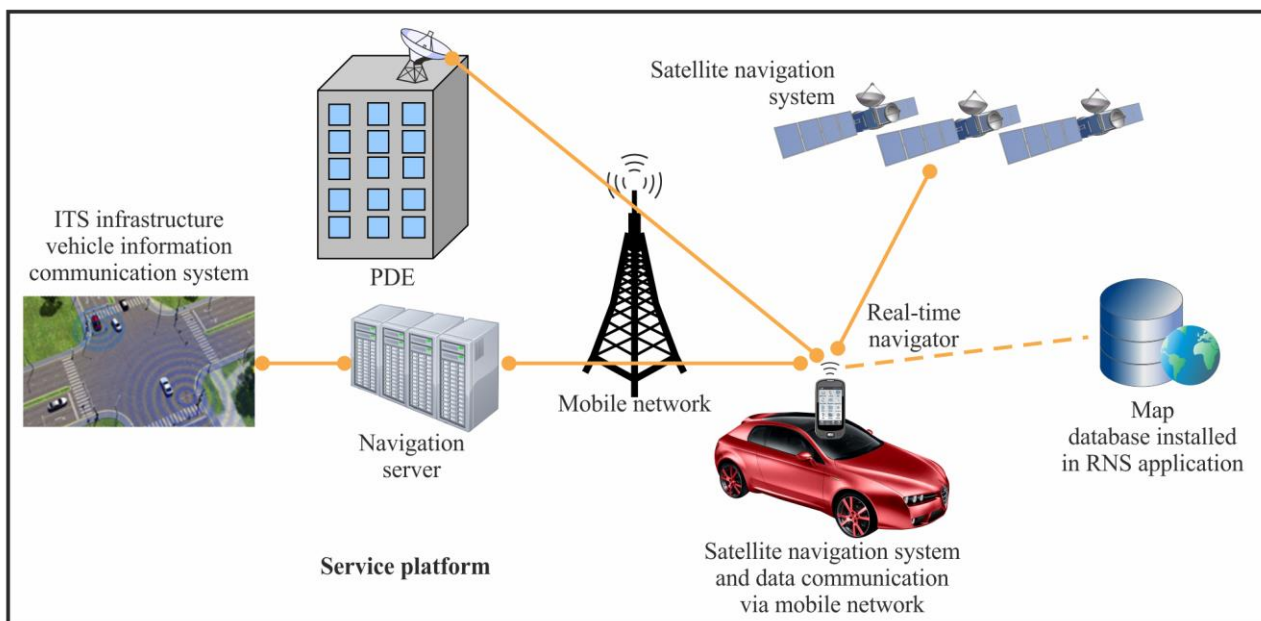 Satellite navigation
system
ITS infrastructure
vehicle information
communication system
PDE
Real-time
navigator
Mobile network
Navigation
server
Map
database installed
in RNS application
Service platform
Satellite navigation system
and data communication
via mobile network